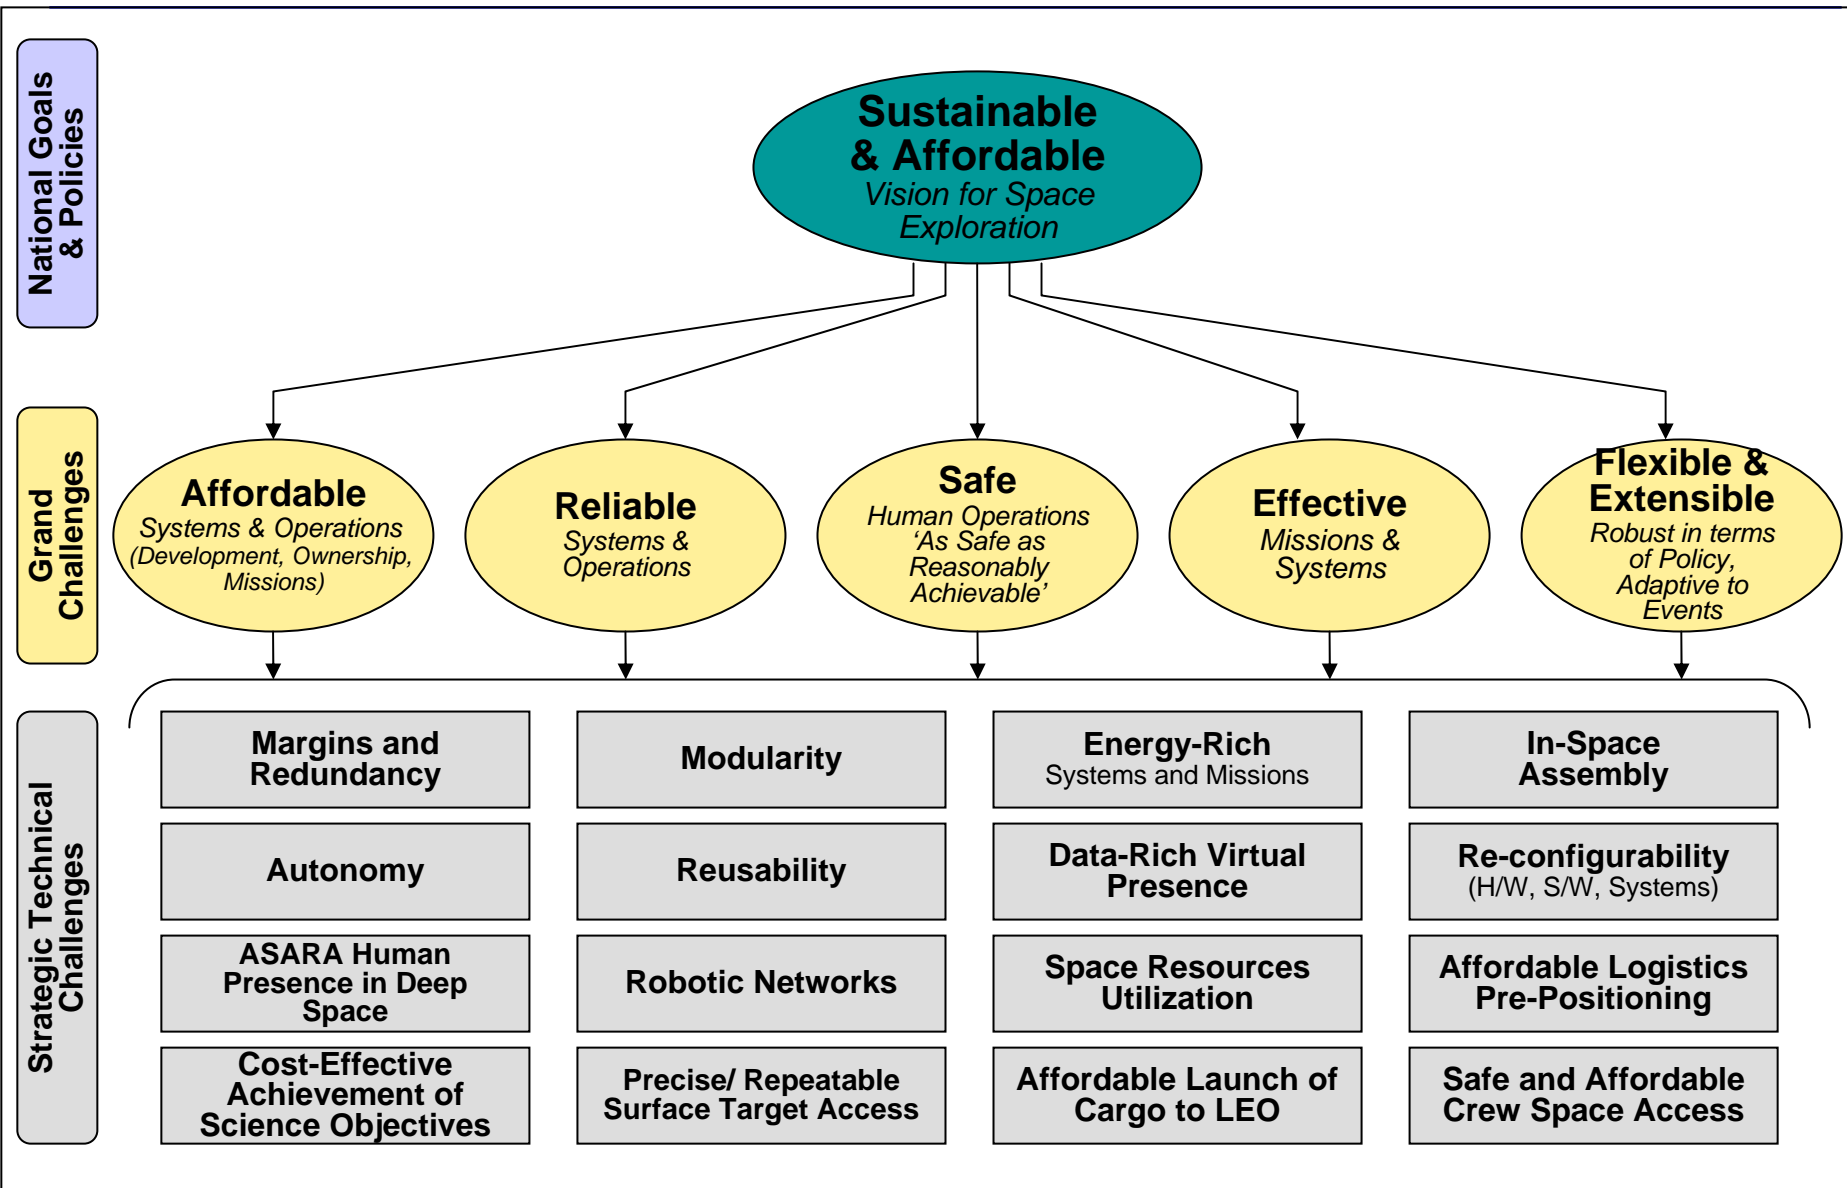 National Goals
& Policies
Sustainable
& Affordable
Vision for Space
Exploration
Grand
Challenges
Affordable
Systems & Operations
(Development, Ownership,
Missions)
Reliable
Systems &
Operations
Safe
Human Operations
‘As Safe as
Reasonably
Achievable’
Effective
Missions &
Systems
Flexible &
Extensible
Robust in terms
of Policy,
Adaptive to
Events
Strategic Technical
Challenges
Margins and
Redundancy
Modularity
Energy-Rich
Systems and Missions
In-Space
Assembly
Autonomy
Reusability
Data-Rich Virtual
Presence
Re-configurability
(H/W, S/W, Systems)
ASARA Human
Presence in Deep
Space
Robotic Networks
Space Resources
Utilization
Affordable Logistics
Pre-Positioning
Cost-Effective
Achievement of
Science Objectives
Precise/ Repeatable
Surface Target Access
Affordable Launch of
Cargo to LEO
Safe and Affordable
Crew Space Access